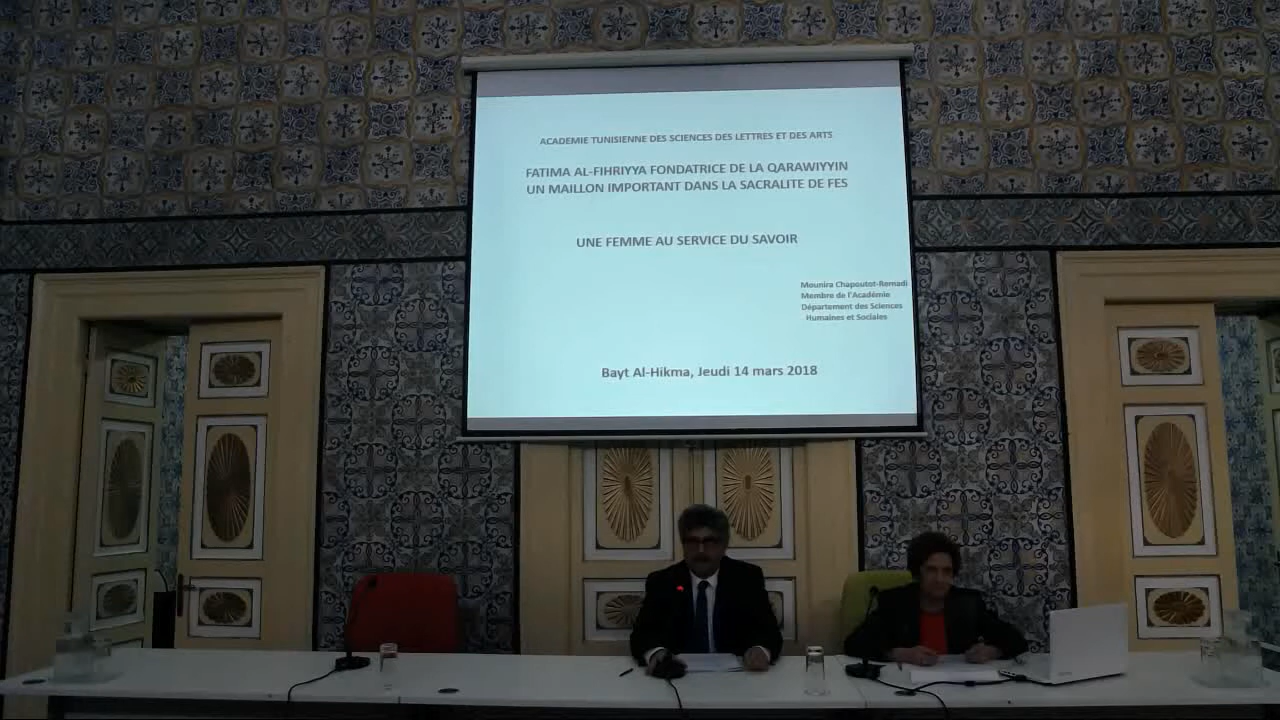 ACADEMIE TUNISIENNE DES SCIENCES DES LETTRES ET DES ARTS
FATIMA AL-FIHRIYYA FONDATRICE DE LA QARAWIYYIN
UN MAILLON IMPORTANT DANS LA SACRALITE DE FES
UNE FEMME AU SERVICE DU SAVOIR
Mounira Chapoutot-Remadi
Membre de l'Académie
Département des Sciences
Humaines et Sociales
Bayt Al-Hikma, Jeudi 14 mars 2018